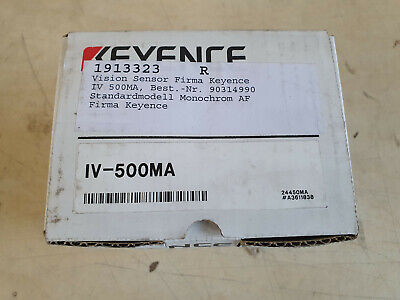 KEYENCE
1913323 R
Vision Sensor Firma Keyence
IV 500MA, Best.-Nr. 90314990
Standardmodell Monochrom AF
Firma Keyence
IV-500MA
24450MA
#A3611838